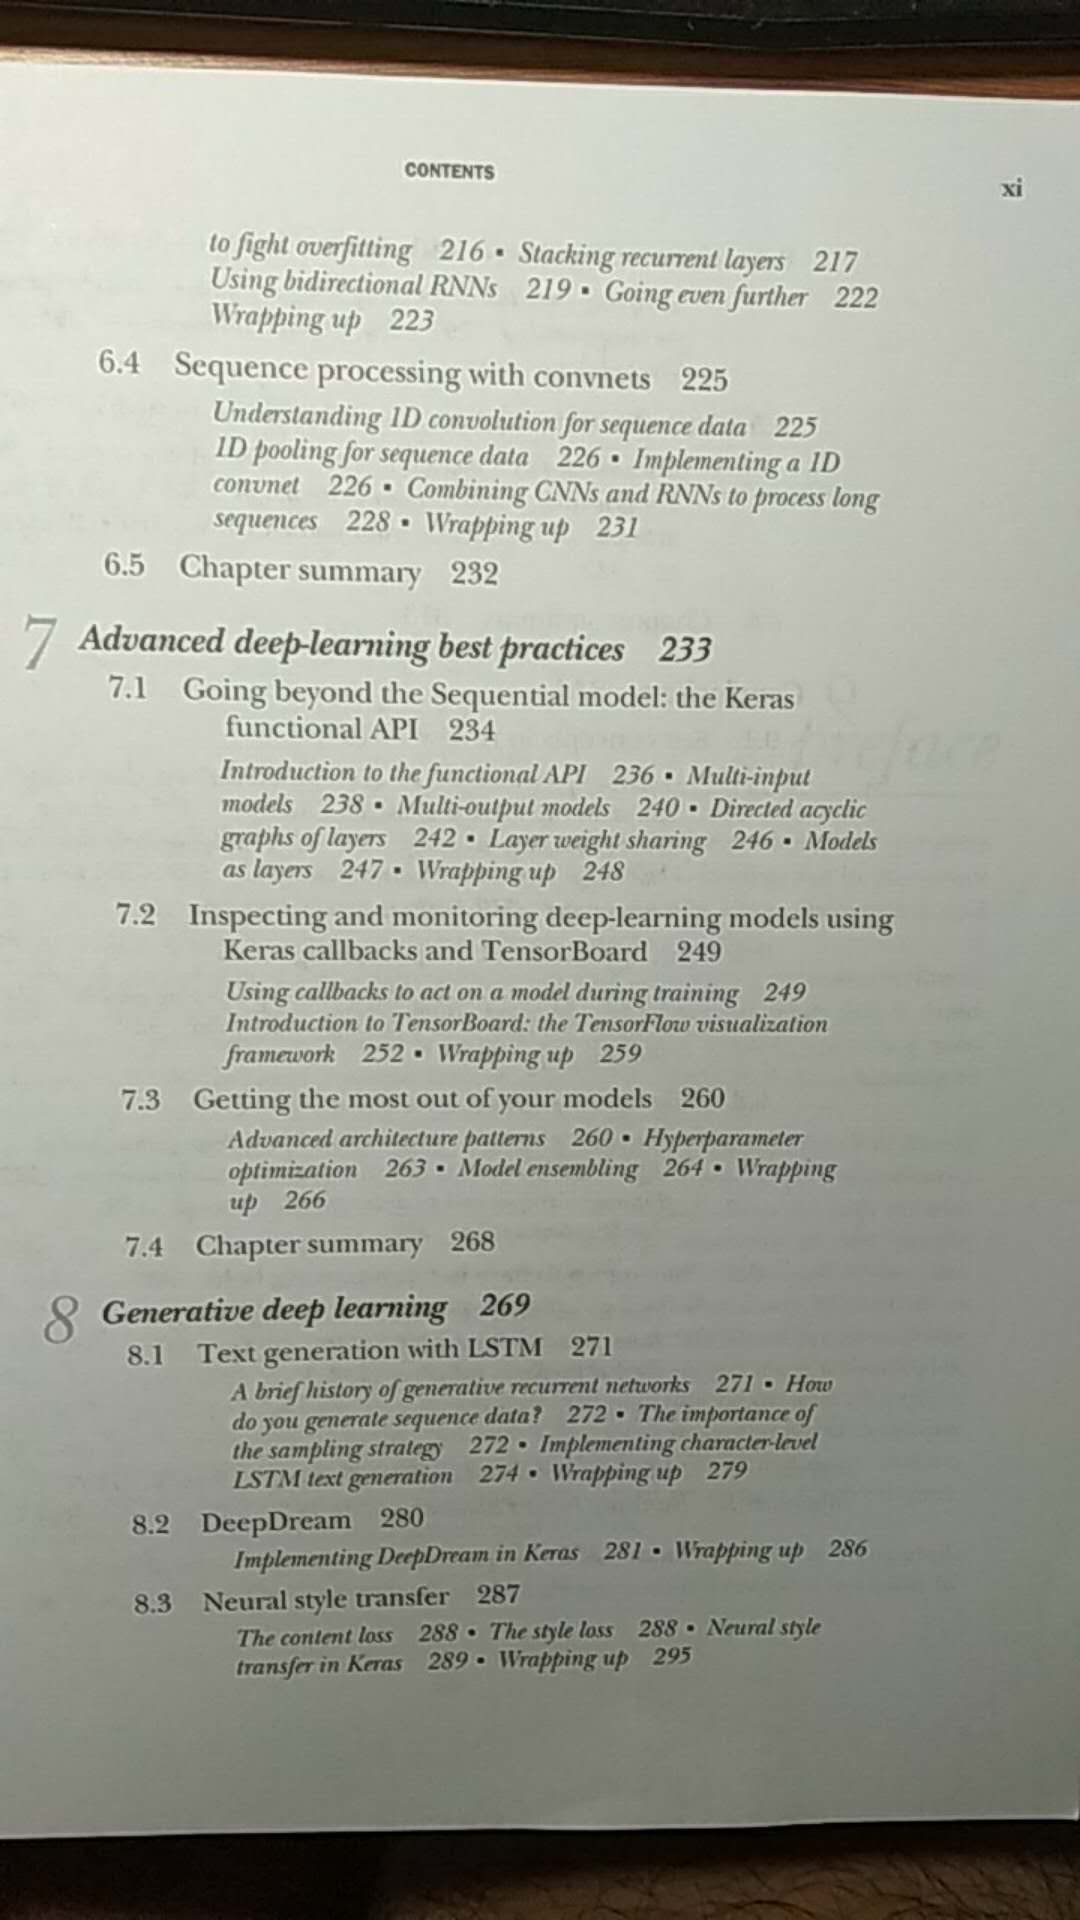 CONTENTS
xi
to fight overfitting 216 ▪ Stacking recurrent layers 217
Using bidirectional RNNs 219 ▪ Going even further 222
Wrapping up 223
6.4 Sequence processing with convnets 225
Understanding 1D convolution for sequence data 225
1D pooling for sequence data 226 ▪ Implementing a 1D
convnet 226 ▪ Combining CNNs and RNNs to process long
sequences 228 ▪ Wrapping up 231
6.5 Chapter summary 232
7 Advanced deep-learning best practices 233
7.1 Going beyond the Sequential model: the Keras
functional API 234
Introduction to the functional API 236 ▪ Multi-input
models 238 ▪ Multi-output models 240 ▪ Directed acyclic
graphs of layers 242 ▪ Layer weight sharing 246 ▪ Models
as layers 247 ▪ Wrapping up 248
7.2 Inspecting and monitoring deep-learning models using
Keras callbacks and TensorBoard 249
Using callbacks to act on a model during training 249
Introduction to TensorBoard: the TensorFlow visualization
framework 252 ▪ Wrapping up 259
7.3 Getting the most out of your models 260
Advanced architecture patterns 260 ▪ Hyperparameter
optimization 263 ▪ Model ensembling 264 ▪ Wrapping
up 266
7.4 Chapter summary 268
8 Generative deep learning 269
8.1 Text generation with LSTM 271
A brief history of generative recurrent networks 271 ▪ How
do you generate sequence data? 272 ▪ The importance of
the sampling strategy 272 ▪ Implementing character-level
LSTM text generation 274 ▪ Wrapping up 279
8.2 DeepDream 280
Implementing DeepDream in Keras 281 ▪ Wrapping up 286
8.3 Neural style transfer 287
The content loss 288 ▪ The style loss 288 ▪ Neural style
transfer in Keras 289 ▪ Wrapping up 295